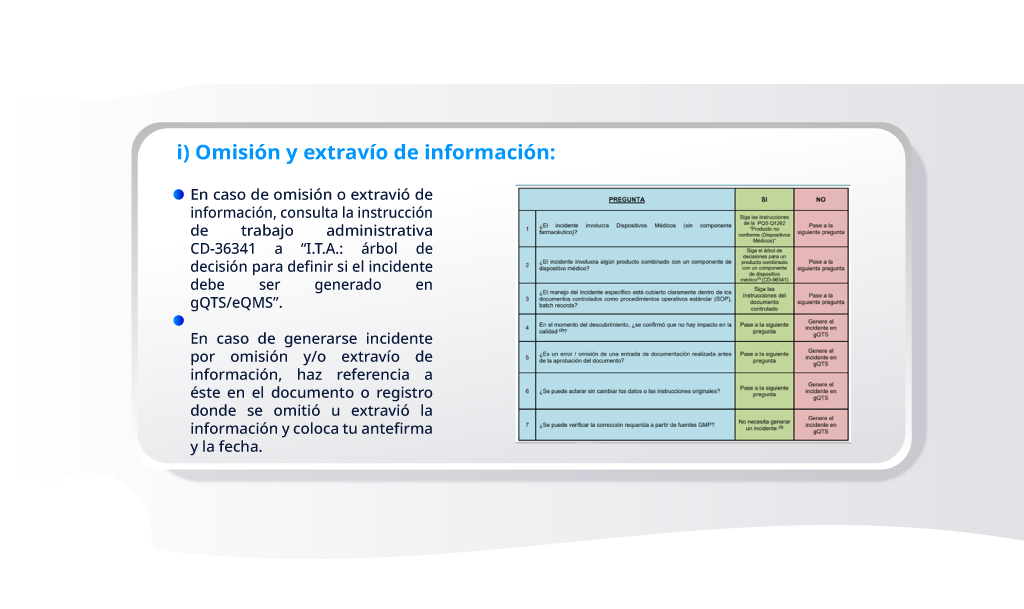 i) Omisión y extravío de información:
En caso de omisión o extravió de
información, consulta la instrucción
de trabajo administrativa
CD-36341 a “I.T.A.: árbol de
decisión para definir si el incidente
debe ser generado en
gQTS/eQMS”.
En caso de generarse incidente
por omisión y/o extravío de
información, haz referencia a
éste en el documento o registro
donde se omitió u extravió la
información y coloca tu antefirma
y la fecha.
PREGUNTA SI NO
1 ¿El incidente involucra Dispositivos Médicos (sin componente
farmacéutico)?
Siga las instrucciones
de la PQS-Q1262
"Producto no
conforme (Dispositivos
Médicos)"
Pase a la
siguiente pregunta
2 ¿El incidente involucra algún producto combinado con un componente de
dispositivo médico?
Siga el árbol de
decisiones para un
producto combinado
con un componente
de dispositivo
médico (CD-96341)
Pase a la
siguiente pregunta
3 ¿El manejo del incidente específico está cubierto claramente dentro de los
documentos controlados como procedimientos operativos estándar (SOP),
batch records?
Siga las
instrucciones del
documento
controlado
Pase a la
siguiente pregunta
4 En el momento del descubrimiento, ¿se confirmó que no hay impacto en la
calidad ?
Pase a la siguiente
pregunta
Genere el
incidente en
gQTS
5 ¿Es un error / omisión de una entrada de documentación realizada antes
de la aprobación del documento?
Pase a la siguiente
pregunta
Genere el
incidente en
gQTS
6 ¿Se puede aclarar sin cambiar los datos o las instrucciones originales?
Pase a la siguiente
pregunta
Genere el
incidente en
gQTS
7 ¿Se puede verificar la corrección requerida a partir de fuentes GMP?
No necesita generar
un incidente
Genere el
incidente en
gQTS